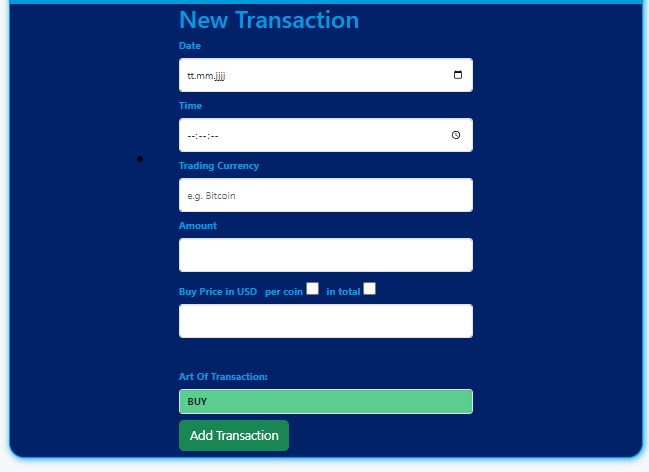 New Transaction
Date
tt.mm.jjjj
Time
--:--:--
Trading Currency
e.g. Bitcoin
Amount
Buy Price in USD per coin in total
Art Of Transaction:
BUY
Add Transaction